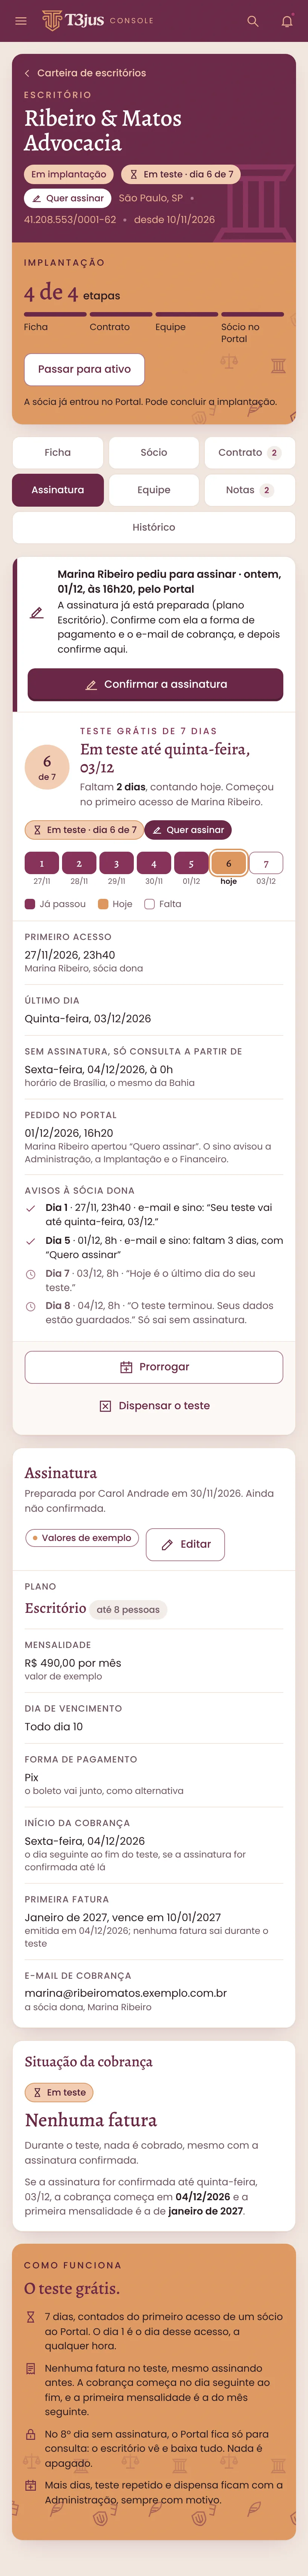 T3jus CONSOLE
Carteira de escritórios
ESCRITÓRIO
Ribeiro & Matos
Advocacia
Em implantação
Em teste · dia 6 de 7
Quer assinar
São Paulo, SP •
41.208.553/0001-62 • desde 10/11/2026
IMPLANTAÇÃO
4 de 4 etapas
Ficha
Contrato
Equipe
Sócio no
Portal
Passar para ativo
A sócia já entrou no Portal. Pode concluir a implantação.
Ficha
Sócio
Contrato 2
Assinatura
Equipe
Notas 2
Histórico
Marina Ribeiro pediu para assinar · ontem,
01/12, às 16h20, pelo Portal
A assinatura já está preparada (plano
Escritório). Confirme com ela a forma de
pagamento e o e-mail de cobrança, e depois
confirme aqui.
Confirmar a assinatura
6
de 7
TESTE GRÁTIS DE 7 DIAS
Em teste até quinta-feira,
03/12
Faltam 2 dias, contando hoje. Começou
no primeiro acesso de Marina Ribeiro.
Em teste · dia 6 de 7
Quer assinar
1 2 3 4 5 6 7
27/11 28/11 29/11 30/11 01/12 hoje 03/12
Já passou Hoje Falta
PRIMEIRO ACESSO
27/11/2026, 23h40
Marina Ribeiro, sócia dona
ÚLTIMO DIA
Quinta-feira, 03/12/2026
SEM ASSINATURA, SÓ CONSULTA A PARTIR DE
Sexta-feira, 04/12/2026, à 0h
horário de Brasília, o mesmo da Bahia
PEDIDO NO PORTAL
01/12/2026, 16h20
Marina Ribeiro apertou “Quero assinar”. O sino avisou a
Administração, a Implantação e o Financeiro.
AVISOS À SÓCIA DONA
Dia 1 · 27/11, 23h40 · e-mail e sino: “Seu teste vai
até quinta-feira, 03/12.”
Dia 5 · 01/12, 8h · e-mail e sino: faltam 3 dias, com
“Quero assinar”
Dia 7 · 03/12, 8h · “Hoje é o último dia do seu
teste.”
Dia 8 · 04/12, 8h · “O teste terminou. Seus dados
estão guardados.” Só sai sem assinatura.
Prorrogar
Dispensar o teste
Assinatura
Preparada por Carol Andrade em 30/11/2026. Ainda
não confirmada.
Valores de exemplo
Editar
PLANO
Escritório até 8 pessoas
MENSALIDADE
R$ 490,00 por mês
valor de exemplo
DIA DE VENCIMENTO
Todo dia 10
FORMA DE PAGAMENTO
Pix
o boleto vai junto, como alternativa
INÍCIO DA COBRANÇA
Sexta-feira, 04/12/2026
o dia seguinte ao fim do teste, se a assinatura for
confirmada até lá
PRIMEIRA FATURA
Janeiro de 2027, vence em 10/01/2027
emitida em 04/12/2026; nenhuma fatura sai durante o
teste
E-MAIL DE COBRANÇA
marina@ribeiromatos.exemplo.com.br
a sócia dona, Marina Ribeiro
Situação da cobrança
Em teste
Nenhuma fatura
Durante o teste, nada é cobrado, mesmo com a
assinatura confirmada.
Se a assinatura for confirmada até quinta-feira,
03/12, a cobrança começa em 04/12/2026 e a
primeira mensalidade é a de janeiro de 2027.
COMO FUNCIONA
O teste grátis.
7 dias, contados do primeiro acesso de um sócio
ao Portal. O dia 1 é o dia desse acesso, a
qualquer hora.
Nenhuma fatura no teste, mesmo assinando
antes. A cobrança começa no dia seguinte ao
fim, e a primeira mensalidade é a do mês
seguinte.
No 8º dia sem assinatura, o Portal fica só para
consulta: o escritório vê e baixa tudo. Nada é
apagado.
Mais dias, teste repetido e dispensa ficam com a
Administração, sempre com motivo.